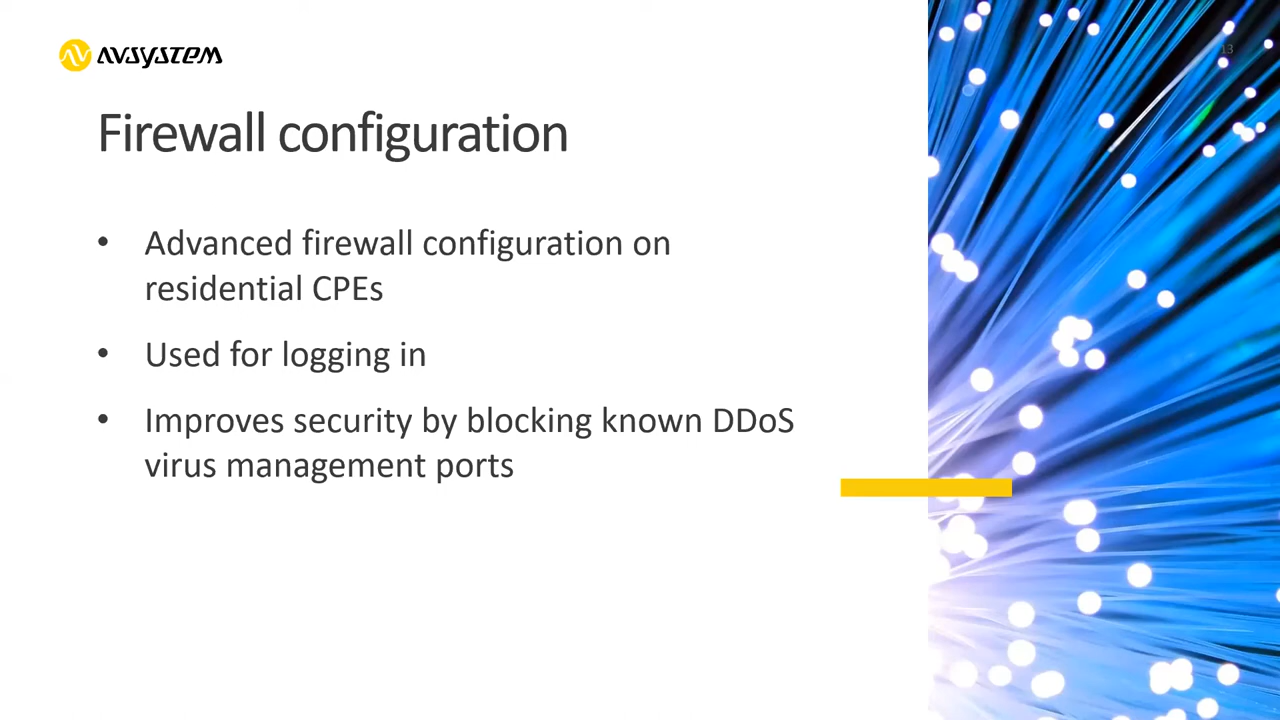 AVSYSTEM
13
Firewall configuration
• Advanced firewall configuration on
residential CPEs
• Used for logging in
• Improves security by blocking known DDoS
virus management ports